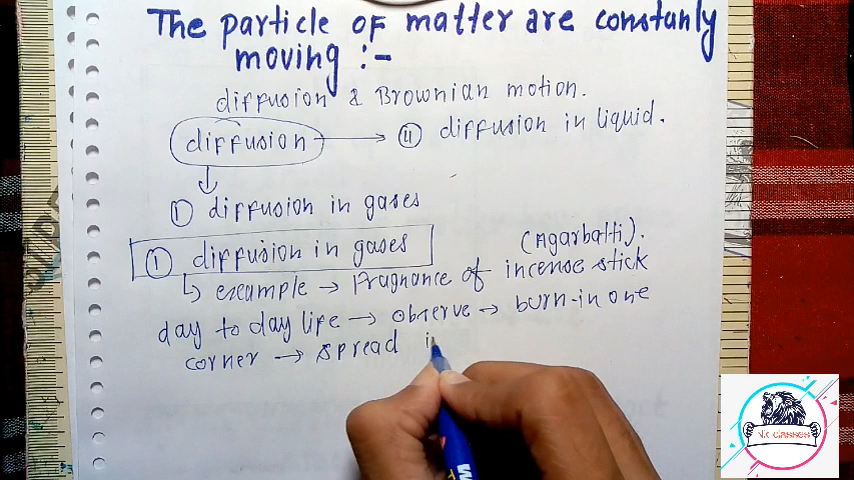 The particle of matter are constanly
moving :-
diffusion & Brownian motion.
diffusion → (II) diffusion in liquid.
(I) diffusion in gases
(I) diffusion in gases (Agarbatti).
↳ example → Fragnance of incense stick
day to day life → observe → burn-in one
corner → spread i